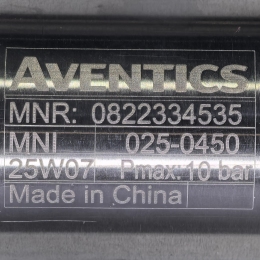 AVENTICS
MNR: 0822334535
MNI 025-0450
25W07 Pmax: 10 bar
Made in China